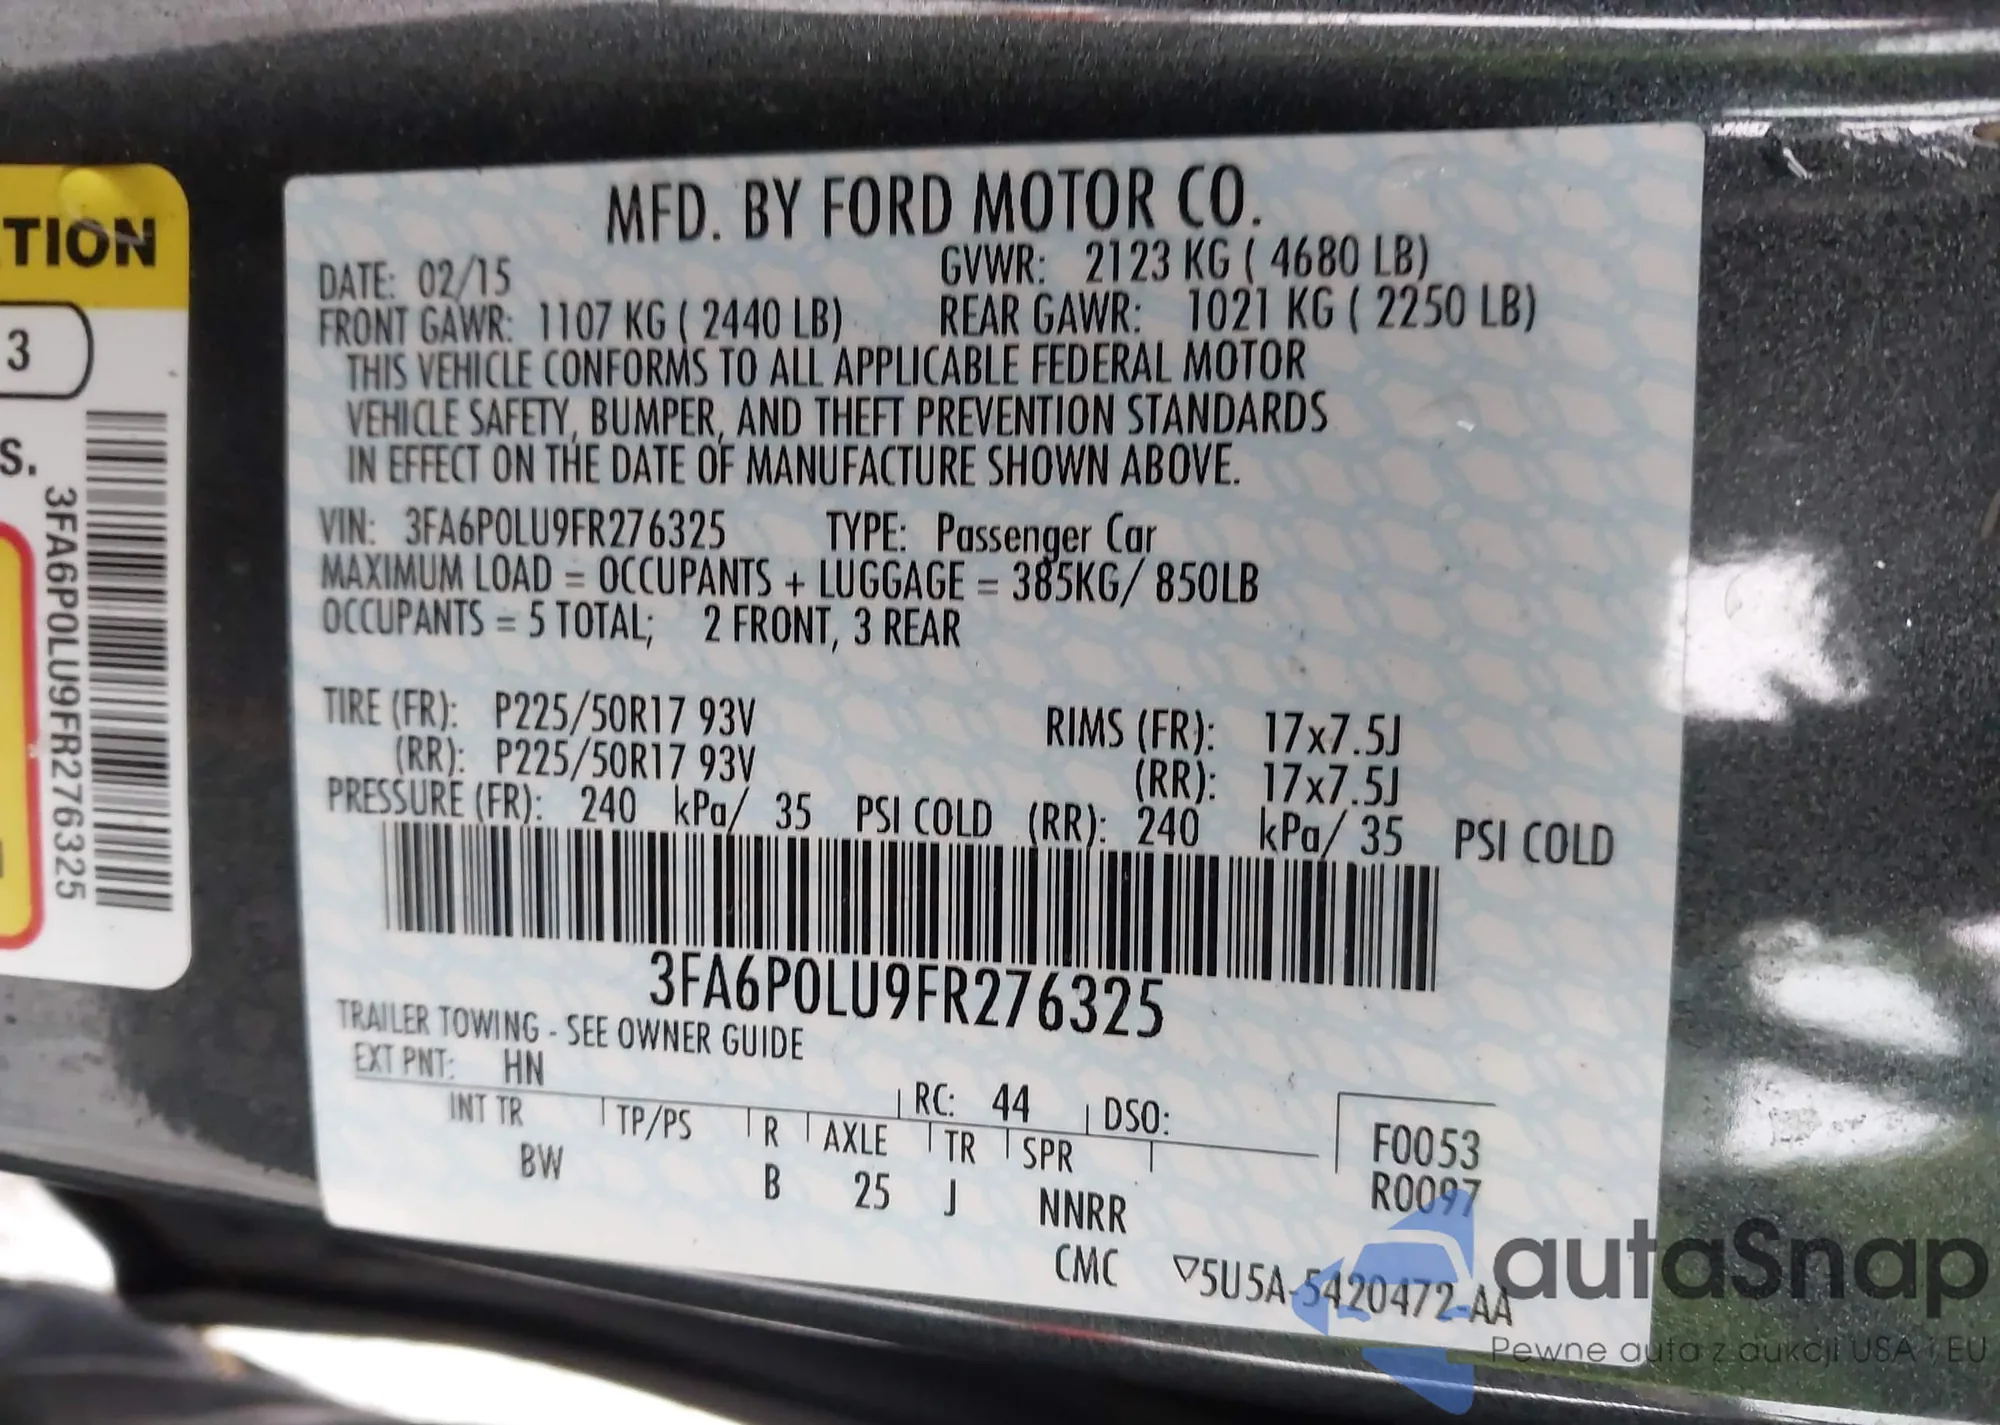 TION
3
S.
3FA6P0LU9FR276325
MFD. BY FORD MOTOR CO.
DATE: 02/15 GVWR: 2123 KG ( 4680 LB)
FRONT GAWR: 1107 KG ( 2440 LB) REAR GAWR: 1021 KG ( 2250 LB)
THIS VEHICLE CONFORMS TO ALL APPLICABLE FEDERAL MOTOR
VEHICLE SAFETY, BUMPER, AND THEFT PREVENTION STANDARDS
IN EFFECT ON THE DATE OF MANUFACTURE SHOWN ABOVE.
VIN: 3FA6P0LU9FR276325 TYPE: Passenger Car
MAXIMUM LOAD = OCCUPANTS + LUGGAGE = 385KG/ 850LB
OCCUPANTS = 5 TOTAL; 2 FRONT, 3 REAR
TIRE (FR): P225/50R17 93V RIMS (FR): 17x7.5J
(RR): P225/50R17 93V (RR): 17x7.5J
PRESSURE (FR): 240 kPa/ 35 PSI COLD (RR): 240 kPa/ 35 PSI COLD
3FA6P0LU9FR276325
TRAILER TOWING - SEE OWNER GUIDE
EXT PNT: HN RC: 44 DSO:
INT TR TP/PS R AXLE TR SPR
BW B 25 J NNRR
F0053
R0097
CMC ▽5U5A-5420472-AA
autaSnap
Pewne auta z aukcji USA i EU